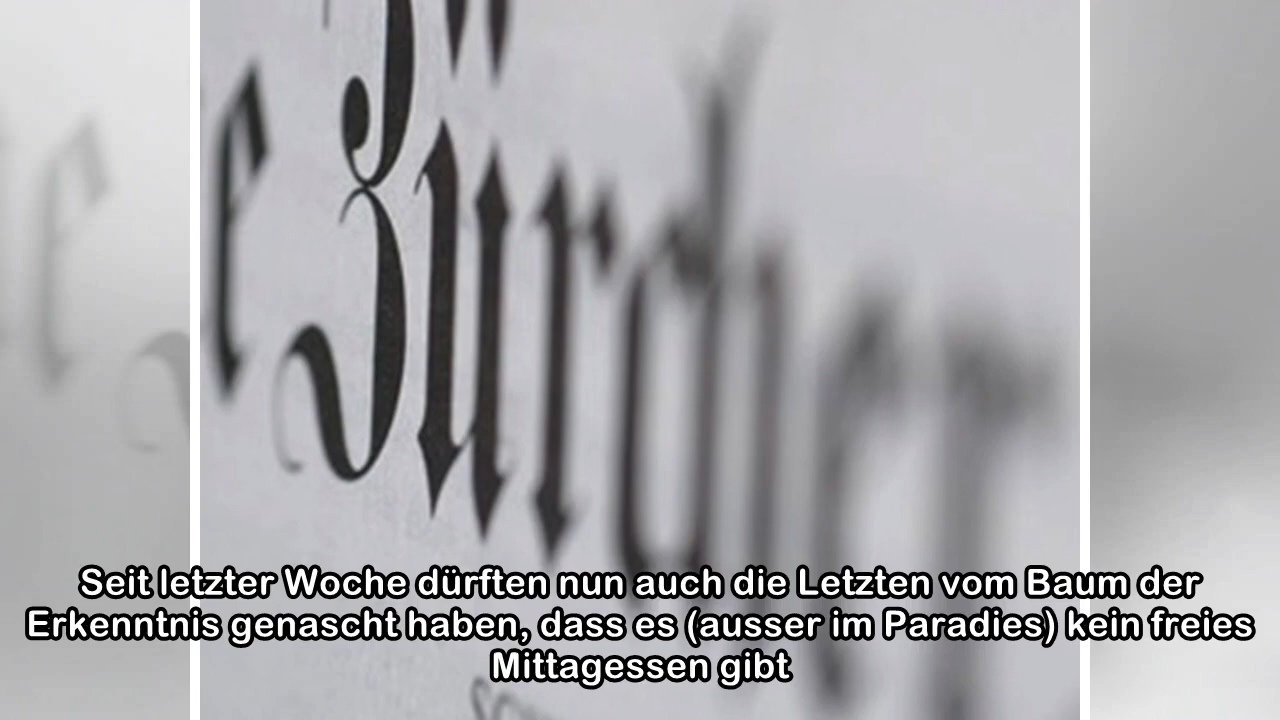 e Zürcher
Seit letzter Woche dürften nun auch die Letzten vom Baum der
Erkenntnis genascht haben, dass es (ausser im Paradies) kein freies
Mittagessen gibt